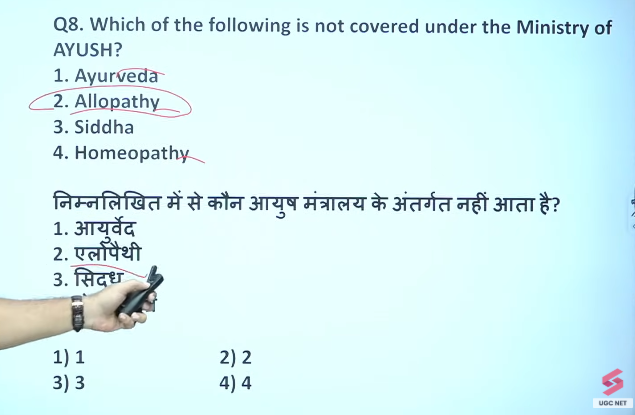 Q8. Which of the following is not covered under the Ministry of
AYUSH?
1. Ayurveda
2. Allopathy
3. Siddha
4. Homeopathy
निम्नलिखित में से कौन आयुष मंत्रालय के अंतर्गत नहीं आता है?
1. आयुर्वेद
2. एलोपैथी
3. सिद्ध
1) 1 2) 2
3) 3 4) 4
UGC NET